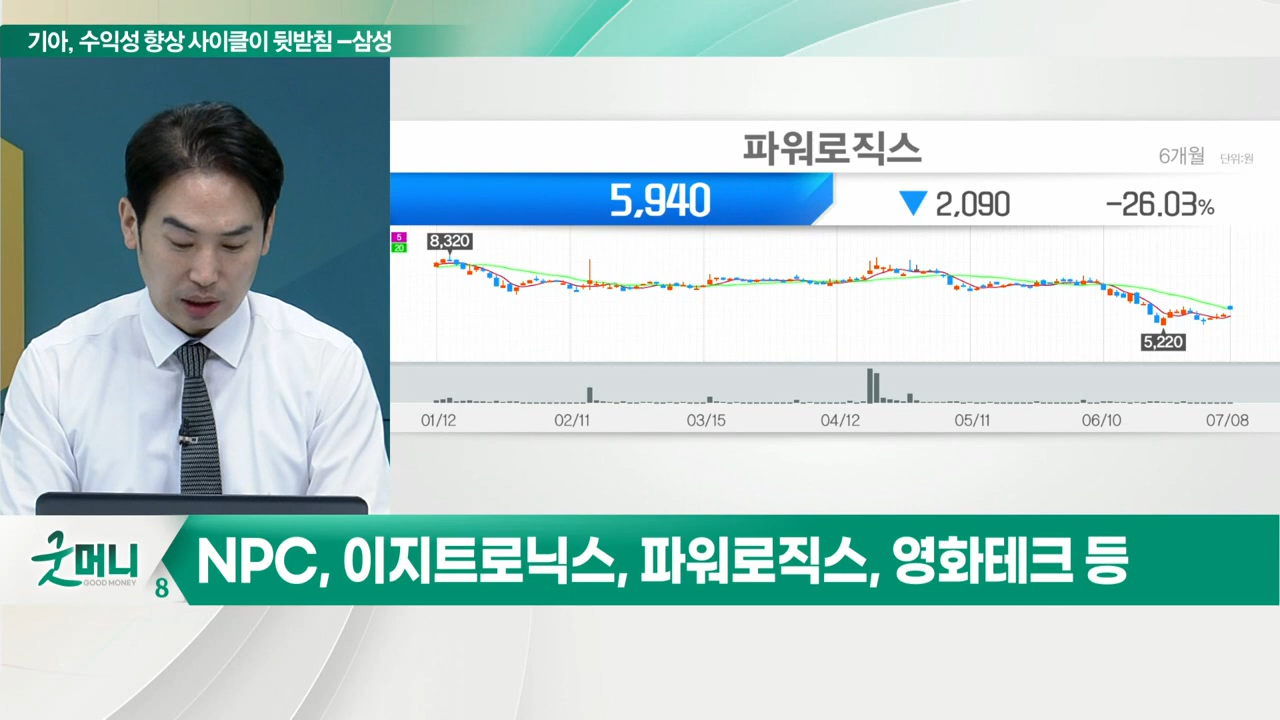 기아, 수익성 향상 사이클이 뒷받침 -삼성
파워로직스
6개월 단위:원
5,940 ▼ 2,090 -26.03%
5
20
8,320
5,220
01/12 02/11 03/15 04/12 05/11 06/10 07/08
굿머니
GOOD MONEY
8
NPC, 이지트로닉스, 파워로직스, 영화테크 등